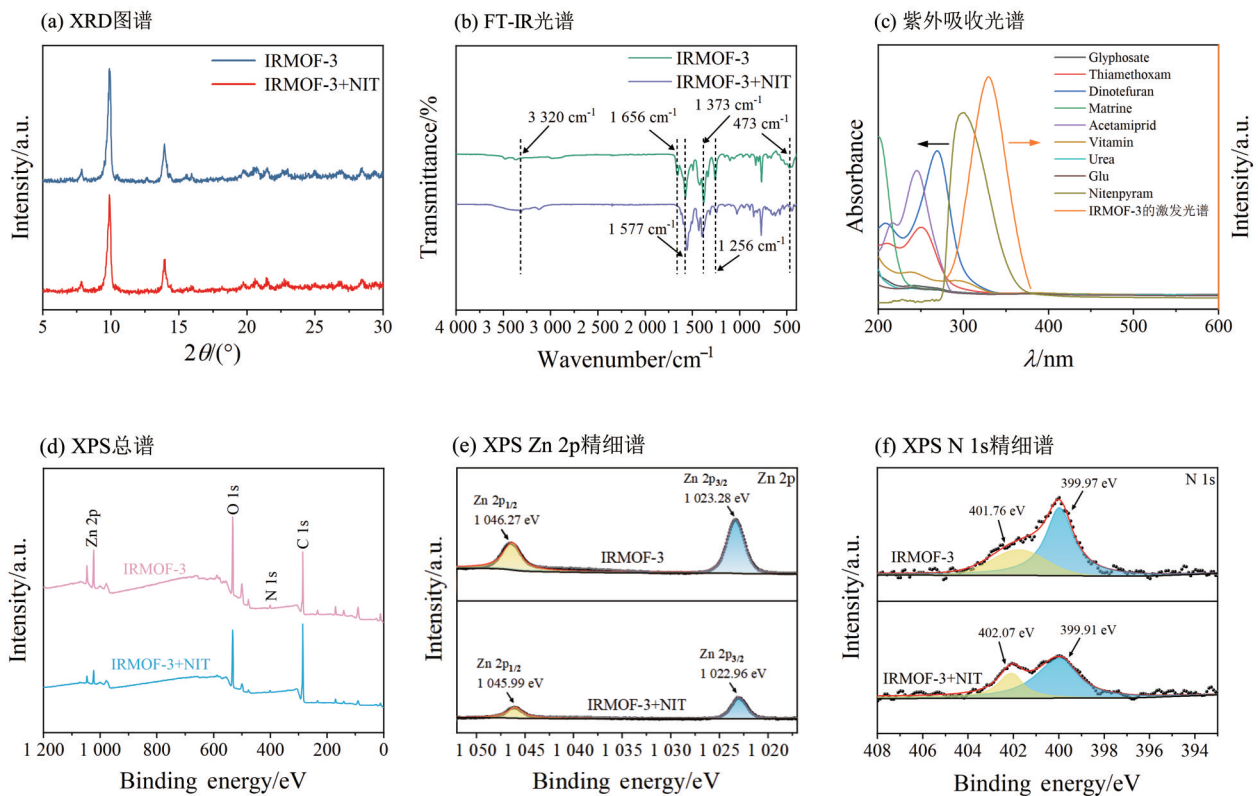 (a) XRD图谱
IRMOF-3
IRMOF-3+NIT
Intensity/a.u.
5
10
15
20
25
30
2θ/(°)
(b) FT-IR光谱
IRMOF-3
IRMOF-3+NIT
3 320 cm⁻¹
1 656 cm⁻¹
1 373 cm⁻¹
473 cm⁻¹
1 577 cm⁻¹
1 256 cm⁻¹
Transmittance/%
4 000
3 500
3 000
2 500
2 000
1 500
1 000
500
Wavenumber/cm⁻¹
(c) 紫外吸收光谱
Glyphosate
Thiamethoxam
Dinotefuran
Matrine
Acetamiprid
Vitamin
Urea
Glu
Nitenpyram
IRMOF-3的激发光谱
Absorbance
Intensity/a.u.
200
300
400
500
600
λ/nm
(d) XPS总谱
Zn 2p
O 1s
N 1s
C 1s
IRMOF-3
IRMOF-3+NIT
Intensity/a.u.
1 200
1 000
800
600
400
200
0
Binding energy/eV
(e) XPS Zn 2p精细谱
Zn 2p
Zn 2p₁/₂
1 046.27 eV
Zn 2p₃/₂
1 023.28 eV
IRMOF-3
Zn 2p₁/₂
1 045.99 eV
Zn 2p₃/₂
1 022.96 eV
IRMOF-3+NIT
Intensity/a.u.
1 050
1 045
1 040
1 035
1 030
1 025
1 020
Binding energy/eV
(f) XPS N 1s精细谱
N 1s
399.97 eV
401.76 eV
IRMOF-3
402.07 eV
399.91 eV
IRMOF-3+NIT
Intensity/a.u.
408
406
404
402
400
398
396
394
Binding energy/eV